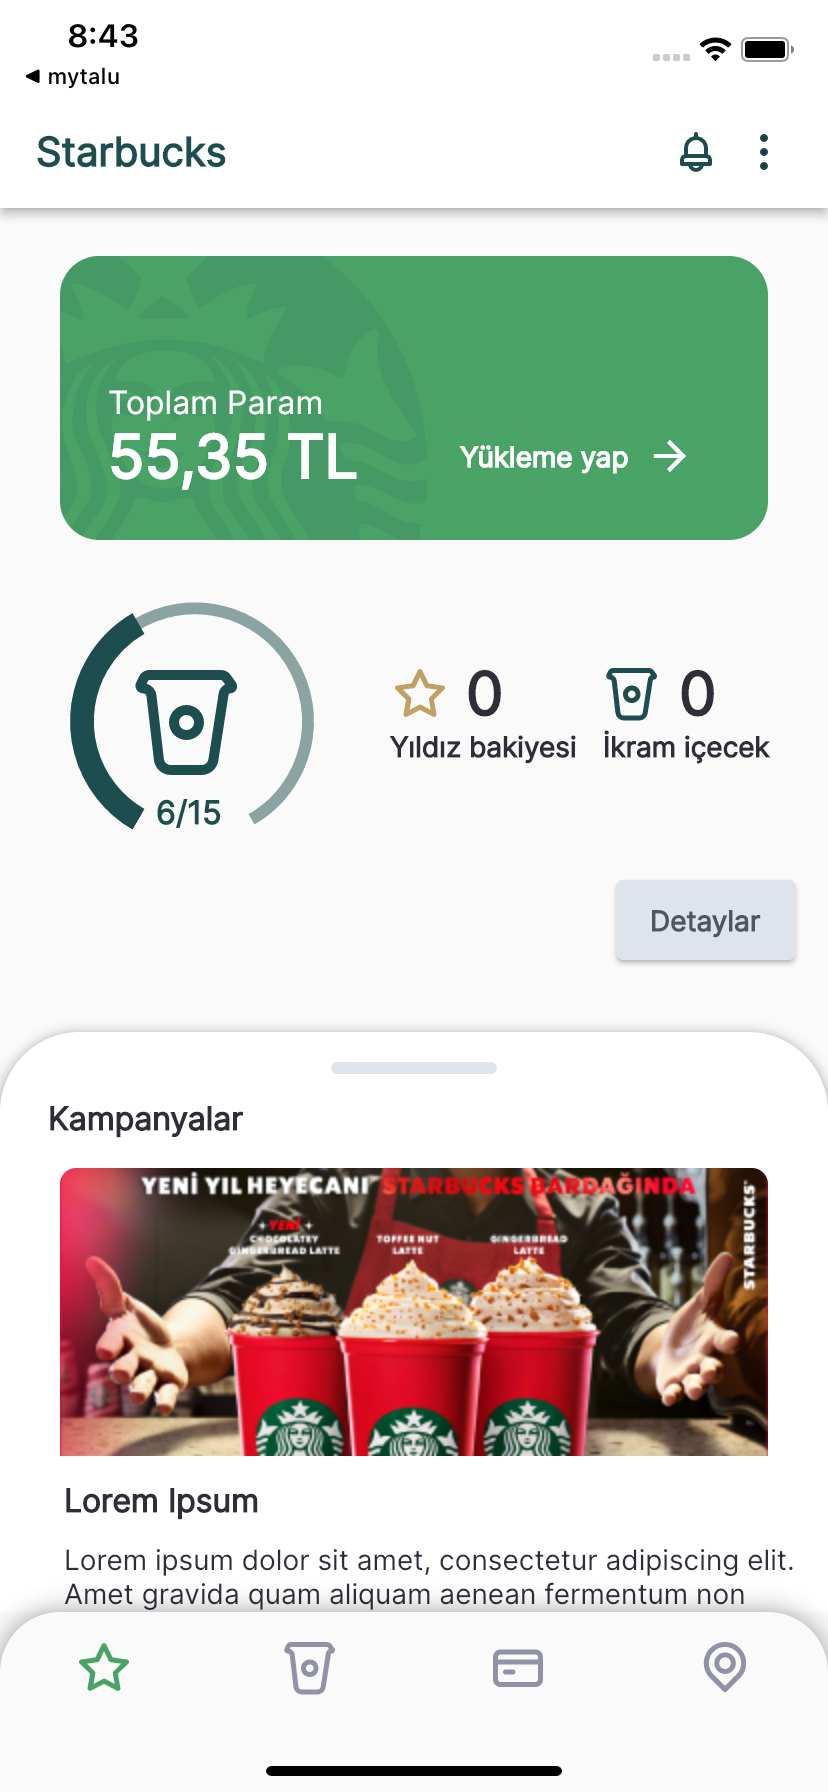 8:43
mytalu
Starbucks
Toplam Param
55,35 TL
Yükleme yap
6/15
0
Yıldız bakiyesi
0
İkram içecek
Detaylar
Kampanyalar
YENİ YIL HEYECANI STARBUCKS BARDAĞINDA
YENİ
CHOCOLATEY
GINGERBREAD LATTE
TOFFEE NUT
LATTE
GINGERBREAD
LATTE
STARBUCKS
Lorem Ipsum
Lorem ipsum dolor sit amet, consectetur adipiscing elit.
Amet gravida quam aliquam aenean fermentum non